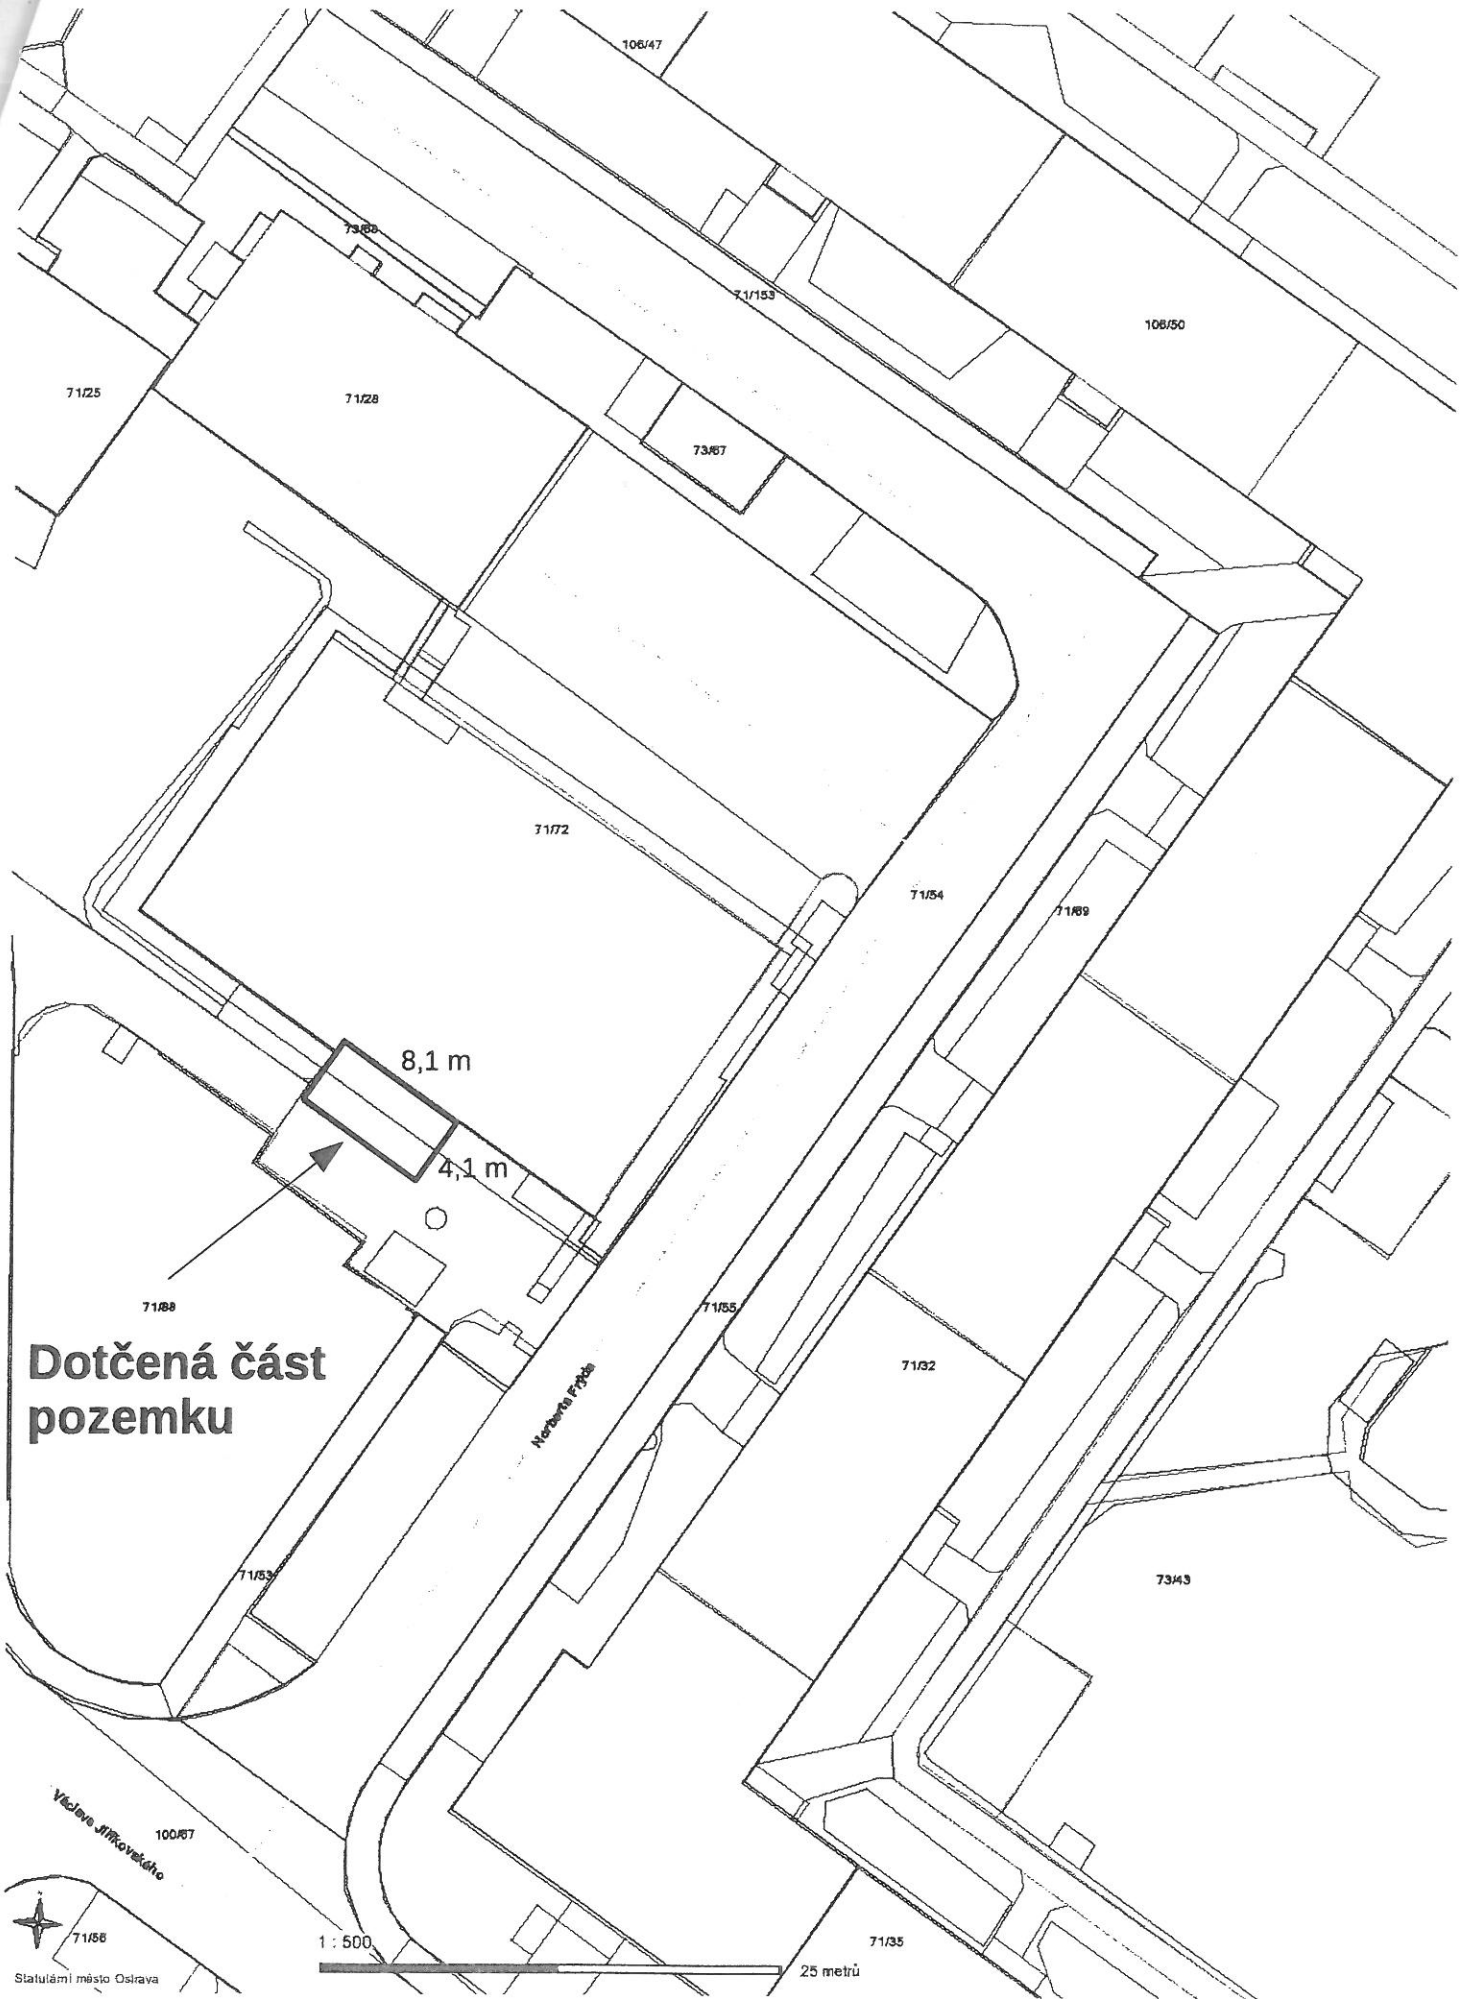 106/47
73/68
71/153
106/50
71/25
71/28
73/67
71/72
71/54
71/69
8,1 m
4,1 m
71/88
71/55
Dotčená část
pozemku
71/32
Norberta Frýda
71/53
73/43
Václava Jiříkovského
100/67
71/56
71/35
1 : 500
25 metrů
Statutární město Ostrava